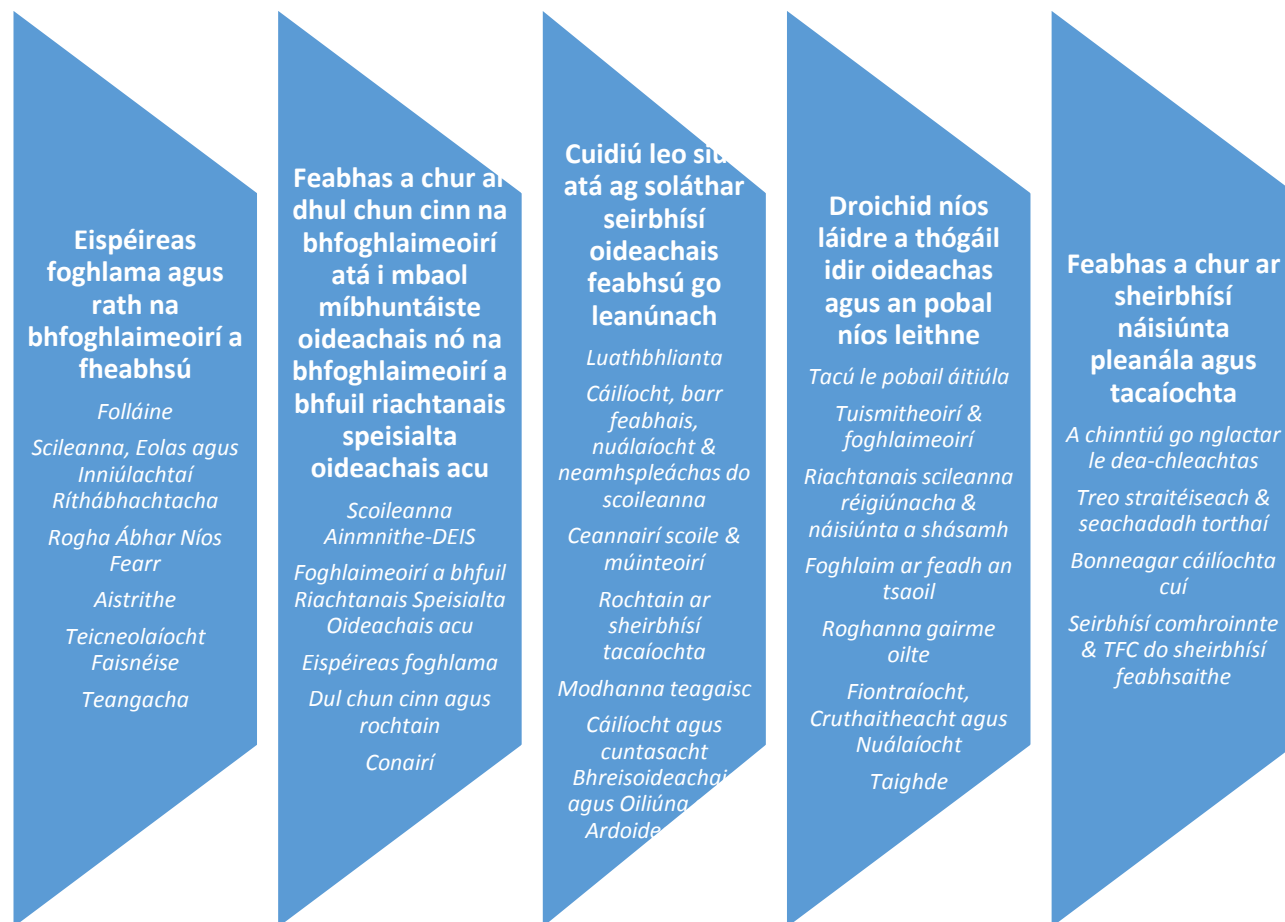 Eispéireas
foghlama agus
rath na
bhfoghlaimeoirí a
fheabhsú
Folláine
Scileanna, Eolas agus
Inniúlachtaí
Ríthábhachtacha
Rogha Ábhar Níos
Fearr
Aistrithe
Teicneolaíocht
Faisnéise
Teangacha
Feabhas a chur ar
dhul chun cinn na
bhfoghlaimeoirí
atá i mbaol
míbhuntáiste
oideachais nó na
bhfoghlaimeoirí a
bhfuil riachtanais
speisialta
oideachais acu
Scoileanna
Ainmnithe-DEIS
Foghlaimeoirí a bhfuil
Riachtanais Speisialta
Oideachais acu
Eispéireas foghlama
Dul chun cinn agus
rochtain
Conairí
Cuidiú leo
atá ag soláthar
seirbhísí
oideachais
feabhsú go
leanúnach
Luathbhlianta
Cáilíocht, barr
feabhais,
nuálaíocht &
neamhspleáchas do
scoileanna
Ceannairí scoile &
múinteoirí
Rochtain ar
sheirbhísí
tacaíochta
Modhanna teagaisc
Cáilíocht agus
cuntasacht
agus Oiliúna
Droichid níos
láidre a thógáil
idir oideachas
agus an pobal
níos leithne
Tacú le pobail áitiúla
Tuismitheoirí &
foghlaimeoirí
Riachtanais scileanna
réigiúnacha &
náisiúnta a shásamh
Foghlaim ar feadh an
tsaoil
Roghanna gairme
oilte
Fiontraíocht,
Cruthaitheacht agus
Nuálaíocht
Taighde
Feabhas a chur ar
sheirbhísí
náisiúnta
pleanála agus
tacaíochta
A chinntiú go nglactar
le dea-chleachtas
Treo straitéiseach &
seachadadh torthaí
Bonneagar cáilíochta
cuí
Seirbhísí comhroinnte
& TFC do sheirbhísí
feabhsaithe